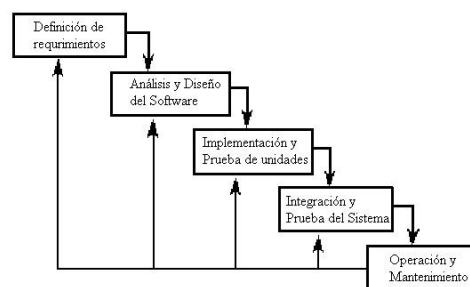 Definición de
requrimientos
Análisis y Diseño
del Software
Implementación y
Prueba de unidades
Integración y
Prueba del Sistema
Operación y
Mantenimiento